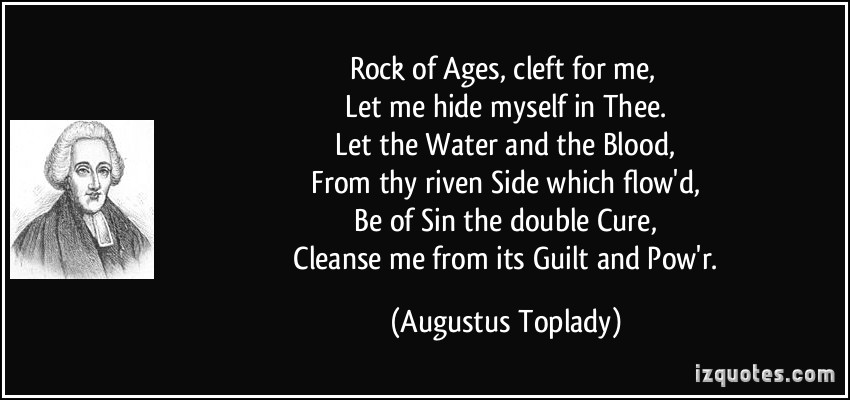 Rock of Ages, cleft for me,
Let me hide myself in Thee.
Let the Water and the Blood,
From thy riven Side which flow'd,
Be of Sin the double Cure,
Cleanse me from its Guilt and Pow'r.
(Augustus Toplady)
izquotes.com